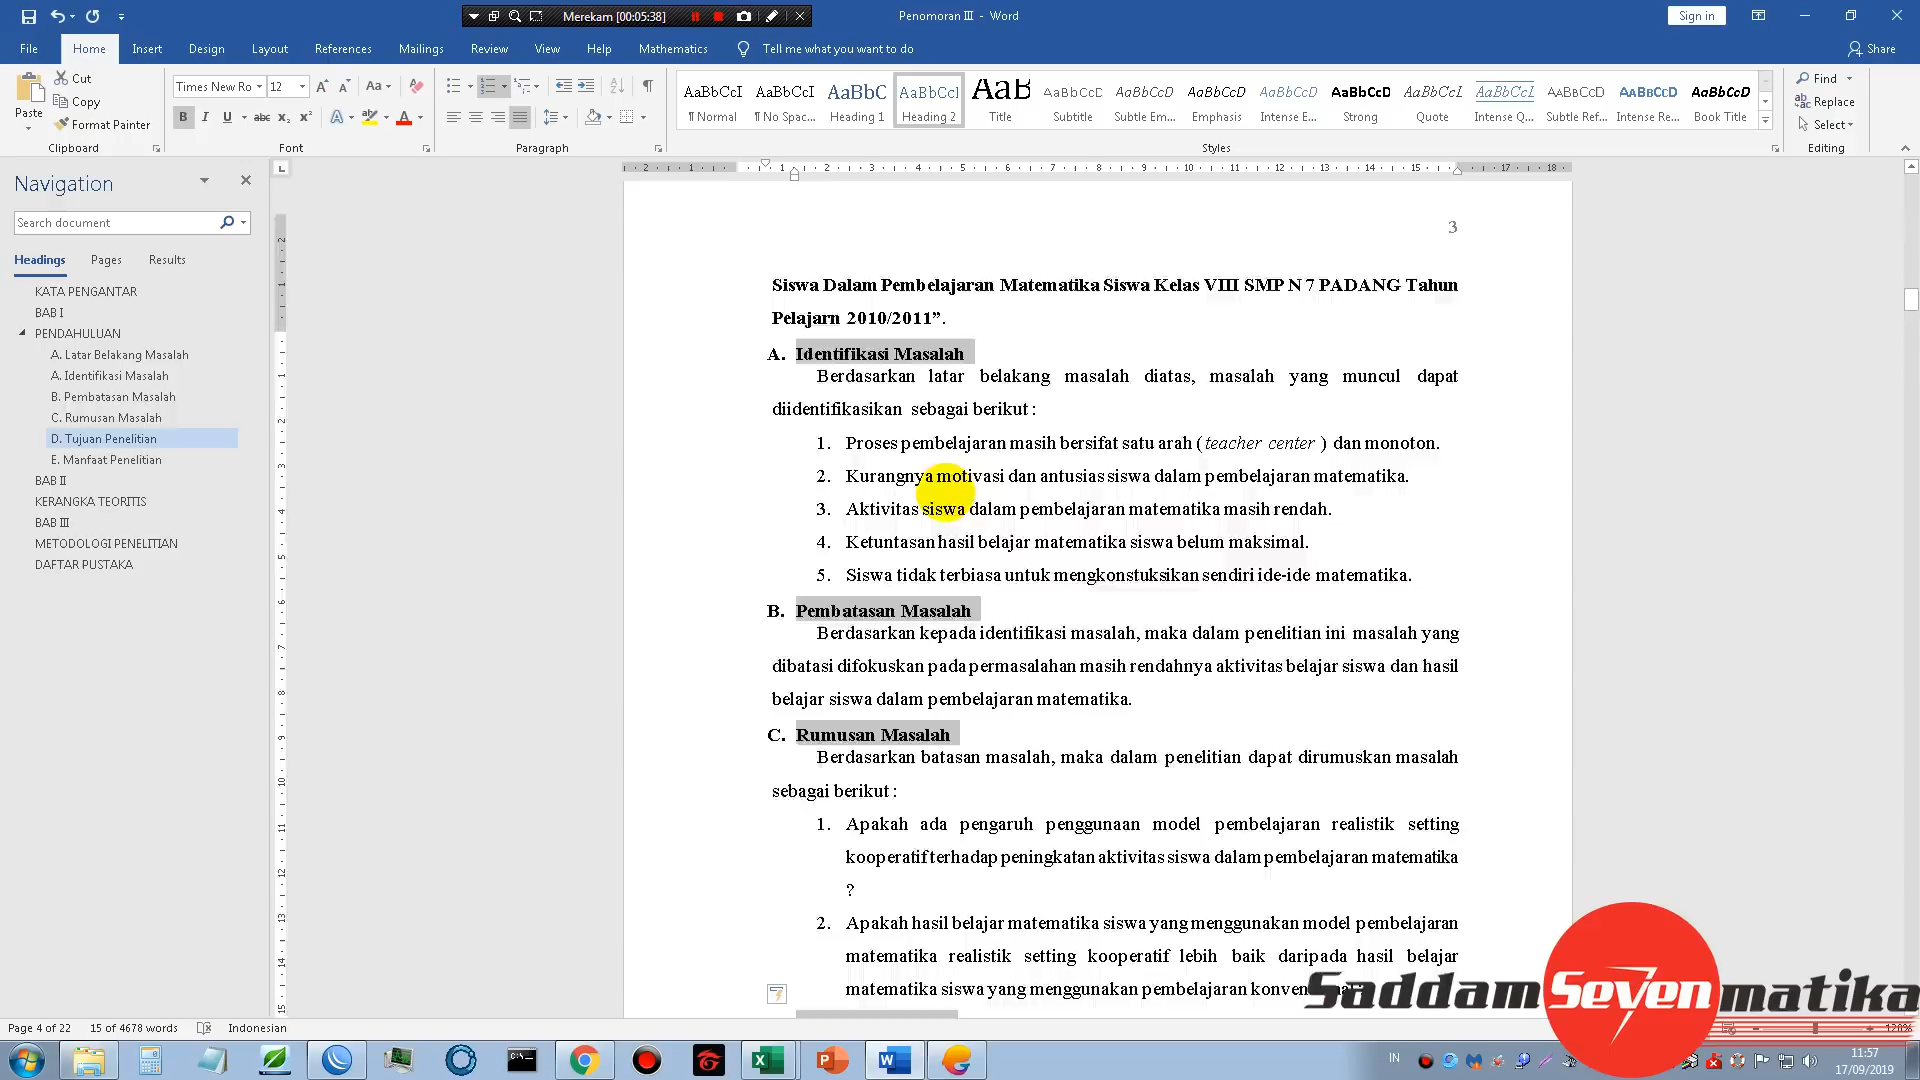 Merekam [00:05:38]
Penomoran III - Word
Sign in
File Home Insert Design Layout References Mailings Review View Help Mathematics Tell me what you want to do
Share
Paste
Cut
Copy
Format Painter
Clipboard
Times New Ro 12
Font
Paragraph
AaBbCcI AaBbCcI AaBbC AaBbCcI AaB AaBbCcD AaBbCcD AaBbCcD AaBbCcD AaBbCcD AaBbCcI AaBbCcI AaBbCcD AaBbCcD AaBbCcD
¶ Normal ¶ No Spac... Heading 1 Heading 2 Title Subtitle Subtle Em... Emphasis Intense E... Strong Quote Intense Q... Subtle Ref... Intense Re... Book Title
Styles
Find
Replace
Select
Editing
Navigation
Search document
Headings Pages Results
KATA PENGANTAR
BAB I
PENDAHULUAN
A. Latar Belakang Masalah
A. Identifikasi Masalah
B. Pembatasan Masalah
C. Rumusan Masalah
D. Tujuan Penelitian
E. Manfaat Penelitian
BAB II
KERANGKA TEORITIS
BAB III
METODOLOGI PENELITIAN
DAFTAR PUSTAKA
3
Siswa Dalam Pembelajaran Matematika Siswa Kelas VIII SMP N 7 PADANG Tahun
Pelajarn 2010/2011”.
A. Identifikasi Masalah
Berdasarkan latar belakang masalah diatas, masalah yang muncul dapat
diidentifikasikan sebagai berikut :
1. Proses pembelajaran masih bersifat satu arah ( teacher center ) dan monoton.
2. Kurangnya motivasi dan antusias siswa dalam pembelajaran matematika.
3. Aktivitas siswa dalam pembelajaran matematika masih rendah.
4. Ketuntasan hasil belajar matematika siswa belum maksimal.
5. Siswa tidak terbiasa untuk mengkonstuksikan sendiri ide-ide matematika.
B. Pembatasan Masalah
Berdasarkan kepada identifikasi masalah, maka dalam penelitian ini masalah yang
dibatasi difokuskan pada permasalahan masih rendahnya aktivitas belajar siswa dan hasil
belajar siswa dalam pembelajaran matematika.
C. Rumusan Masalah
Berdasarkan batasan masalah, maka dalam penelitian dapat dirumuskan masalah
sebagai berikut :
1. Apakah ada pengaruh penggunaan model pembelajaran realistik setting
kooperatif terhadap peningkatan aktivitas siswa dalam pembelajaran matematika
?
2. Apakah hasil belajar matematika siswa yang menggunakan model pembelajaran
matematika realistik setting kooperatif lebih baik daripada hasil belajar
matematika siswa yang menggunakan pembelajaran
SaddamSevenmatika
Page 4 of 22 15 of 4678 words Indonesian
120%
IN
11:57
17/09/2019